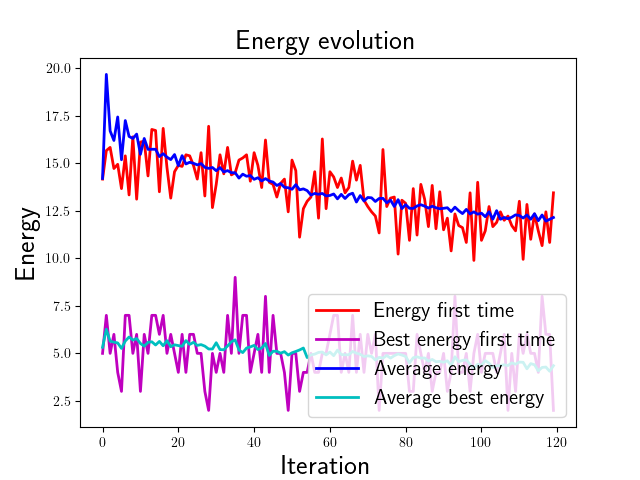 Energy evolution
Energy
20.0
17.5
15.0
12.5
10.0
7.5
5.0
2.5
Energy first time
Best energy first time
Average energy
Average best energy
0 20 40 60 80 100 120
Iteration